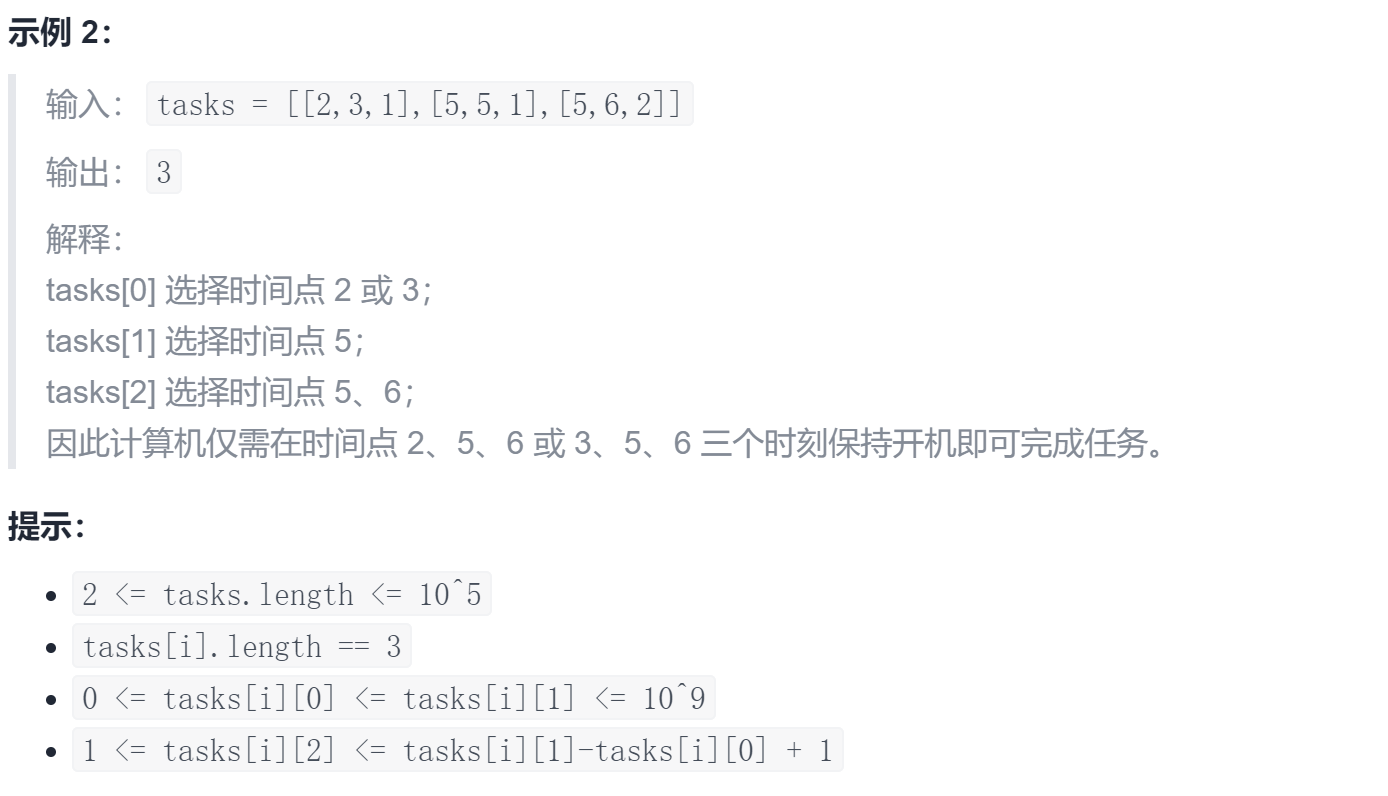 示例 2：
输入： tasks = [[2,3,1],[5,5,1],[5,6,2]]
输出： 3
解释：
tasks[0] 选择时间点 2 或 3；
tasks[1] 选择时间点 5；
tasks[2] 选择时间点 5、6；
因此计算机仅需在时间点 2、5、6 或 3、5、6 三个时刻保持开机即可完成任务。
提示：
2 <= tasks.length <= 10^5
tasks[i].length == 3
0 <= tasks[i][0] <= tasks[i][1] <= 10^9
1 <= tasks[i][2] <= tasks[i][1]-tasks[i][0] + 1